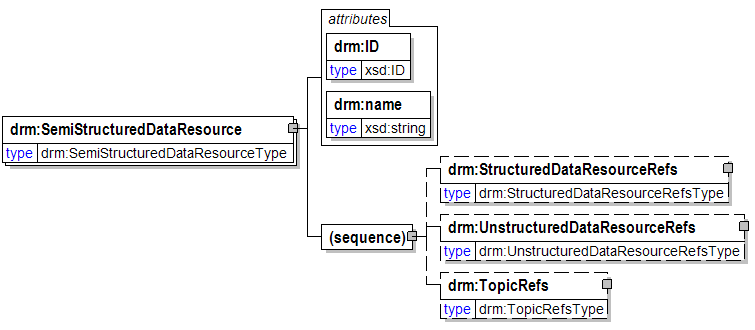 attributes
drm:ID
type xsd:ID
drm:name
type xsd:string
drm:SemiStructuredDataResource
type drm:SemiStructuredDataResourceType
(sequence)
drm:StructuredDataResourceRefs
type drm:StructuredDataResourceRefsType
drm:UnstructuredDataResourceRefs
type drm:UnstructuredDataResourceRefsType
drm:TopicRefs
type drm:TopicRefsType